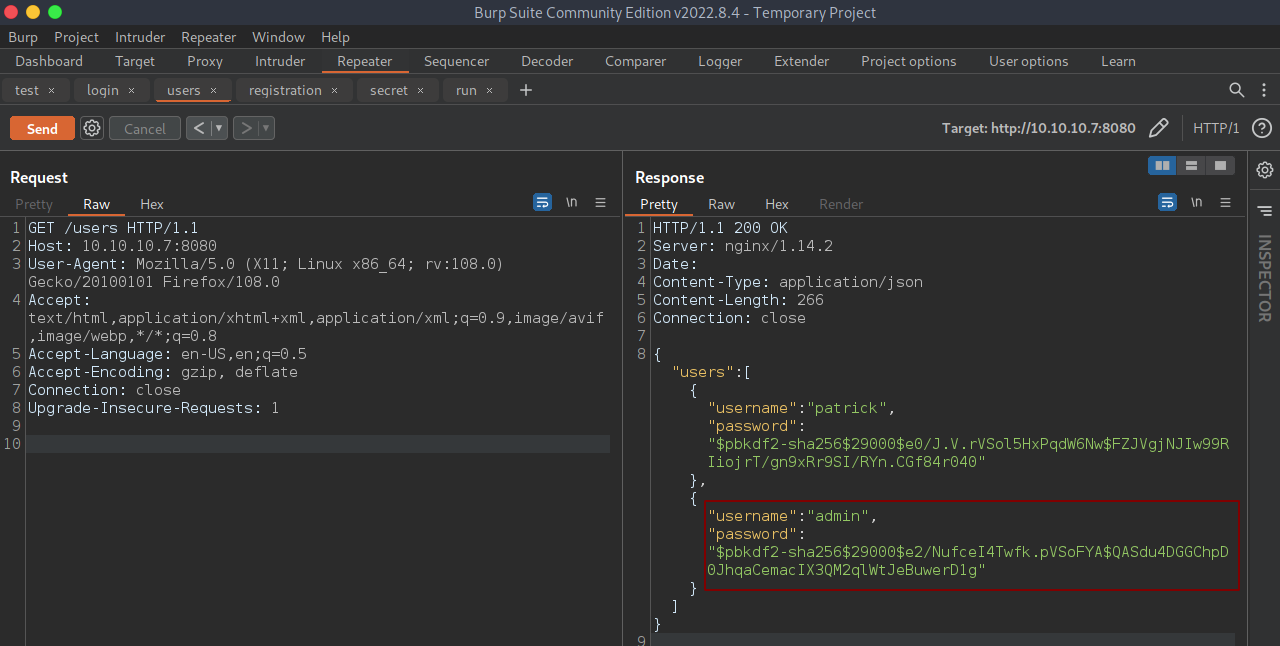 Burp Suite Community Edition v2022.8.4 - Temporary Project
Burp Project Intruder Repeater Window Help
Dashboard Target Proxy Intruder Repeater Sequencer Decoder Comparer Logger Extender Project options User options Learn
test × login × users × registration × secret × run × +
Send Cancel < > Target: http://10.10.10.7:8080 HTTP/1 ?
Request
Pretty Raw Hex \n
1 GET /users HTTP/1.1
2 Host: 10.10.10.7:8080
3 User-Agent: Mozilla/5.0 (X11; Linux x86_64; rv:108.0)
Gecko/20100101 Firefox/108.0
4 Accept:
text/html,application/xhtml+xml,application/xml;q=0.9,image/avif
,image/webp,*/*;q=0.8
5 Accept-Language: en-US,en;q=0.5
6 Accept-Encoding: gzip, deflate
7 Connection: close
8 Upgrade-Insecure-Requests: 1
9
10
Response
Pretty Raw Hex Render \n
1 HTTP/1.1 200 OK
2 Server: nginx/1.14.2
3 Date:
4 Content-Type: application/json
5 Content-Length: 266
6 Connection: close
7
8 {
"users":[
{
"username":"patrick",
"password":
"$pbkdf2-sha256$29000$e0/J.V.rVSol5HxPqdW6Nw$FZJVgjNJIw99R
IiojrT/gn9xRr9SI/RYn.CGf84r040"
},
{
"username":"admin",
"password":
"$pbkdf2-sha256$29000$e2/NufceI4Twfk.pVSoFYA$QASdu4DGGChpD
0JhqaCemacIX3QM2qlWtJeBuwerD1g"
}
]
}
9
INSPECTOR